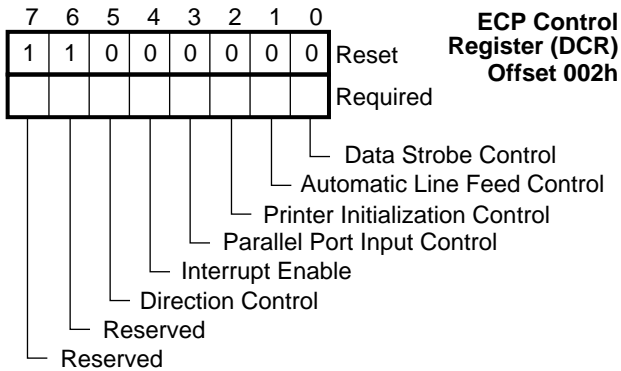 7 6 5 4 3 2 1 0
ECP Control
Register (DCR)
Offset 002h
1 1 0 0 0 0 0 0 Reset
Required
Data Strobe Control
Automatic Line Feed Control
Printer Initialization Control
Parallel Port Input Control
Interrupt Enable
Direction Control
Reserved
Reserved